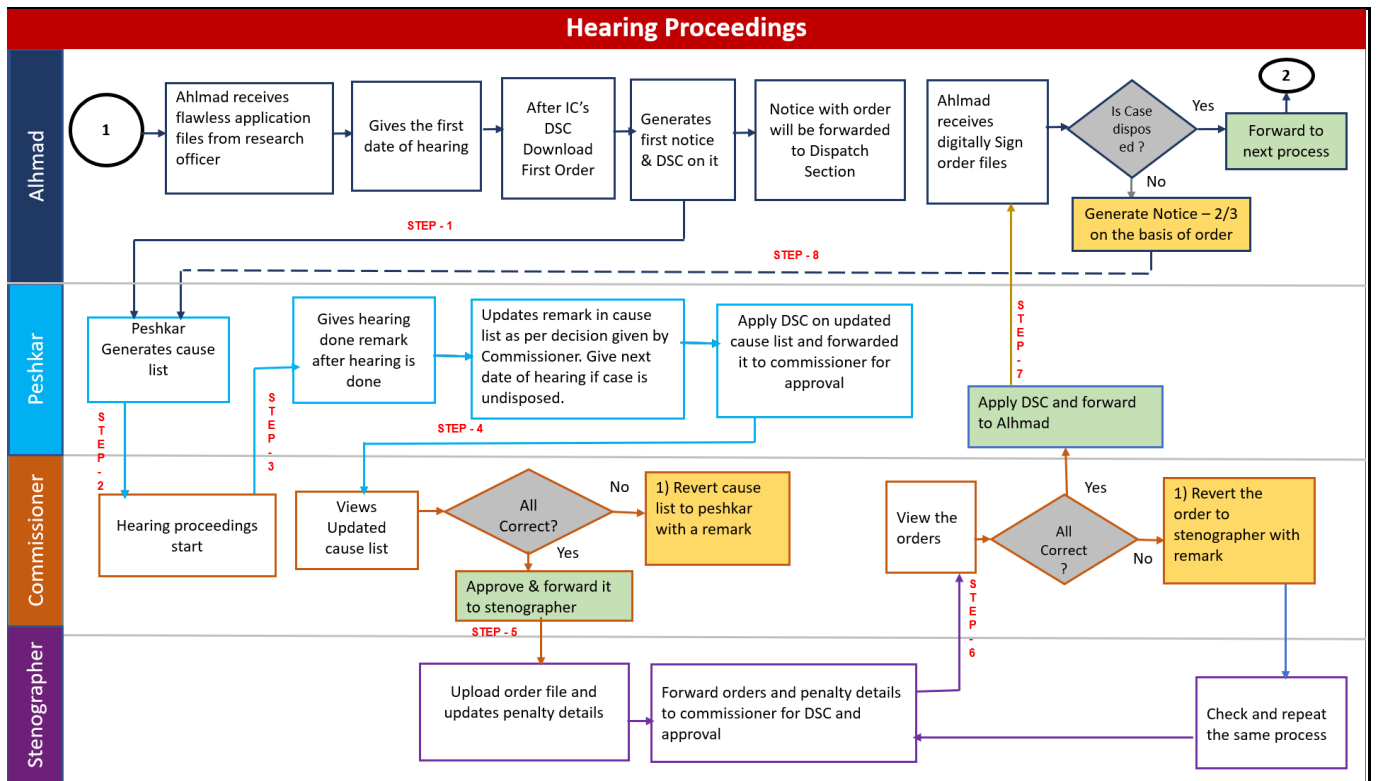 Hearing Proceedings
Alhmad
1
Ahlmad receives
flawless application
files from research
officer
Gives the first
date of hearing
After IC's
DSC
Download
First Order
Generates
first notice
& DSC on it
Notice with order
will be forwarded
to Dispatch
Section
Ahlmad
receives
digitally Sign
order files
Is Case
dispos
ed ?
Yes
No
2
Forward to
next process
Generate Notice – 2/3
on the basis of order
STEP - 1
STEP - 8
Peshkar
Peshkar
Generates cause
list
Gives hearing
done remark
after hearing is
done
Updates remark in cause
list as per decision given by
Commissioner. Give next
date of hearing if case is
undisposed.
Apply DSC on updated
cause list and forwarded
it to commissioner for
approval
S
T
E
P
-
7
Apply DSC and forward
to Alhmad
S
T
E
P
-
2
S
T
E
P
-
3
STEP - 4
Commissioner
Hearing proceedings
start
Views
Updated
cause list
All
Correct?
No
Yes
1) Revert cause
list to peshkar
with a remark
Approve & forward it
to stenographer
View the
orders
All
Correct
?
Yes
No
1) Revert the
order to
stenographer with
remark
STEP - 5
S
T
E
P
-
6
Stenographer
Upload order file and
updates penalty details
Forward orders and penalty details
to commissioner for DSC and
approval
Check and repeat
the same process